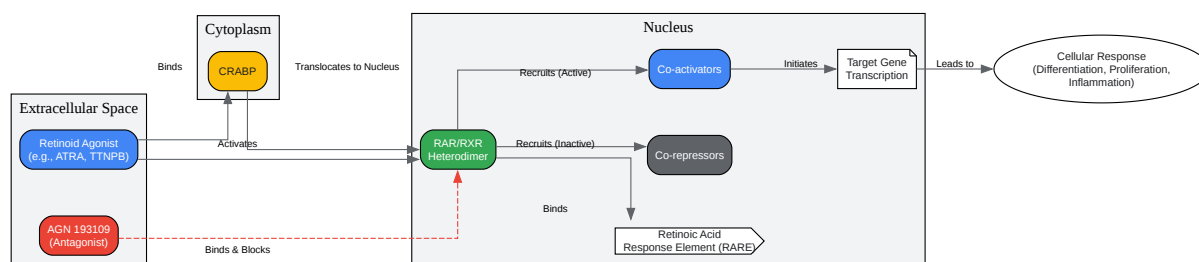 Cytoplasm
Nucleus
CRABP
Binds
Translocates to Nucleus
Recruits (Active)
Co-activators
Initiates
Target Gene
Transcription
Leads to
Cellular Response
(Differentiation, Proliferation,
Inflammation)
Extracellular Space
Retinoid Agonist
(e.g., ATRA, TTNPB)
Activates
RAR/RXR
Heterodimer
Recruits (Inactive)
Co-repressors
Binds
AGN 193109
(Antagonist)
Binds & Blocks
Retinoic Acid
Response Element (RARE)